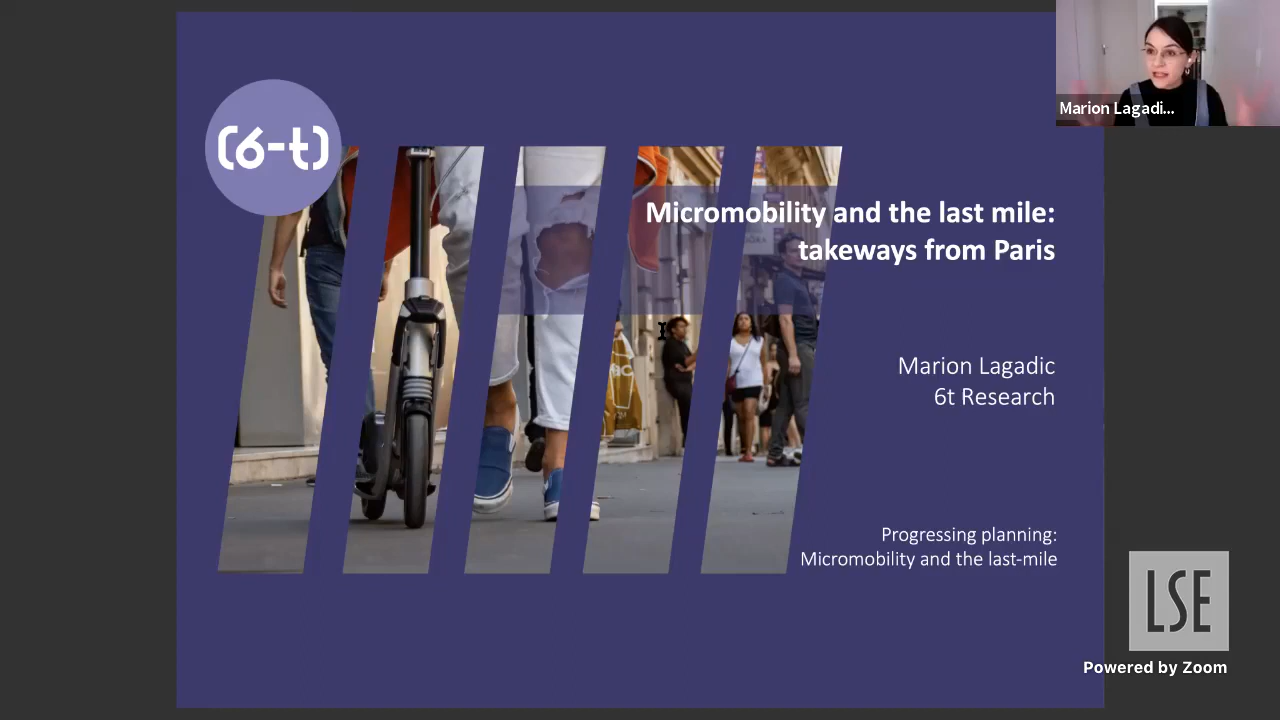 (6-t)
Marion Lagadi...
Micromobility and the last mile:
takeways from Paris
Marion Lagadic
6t Research
Progressing planning:
Micromobility and the last-mile
LSE
Powered by Zoom